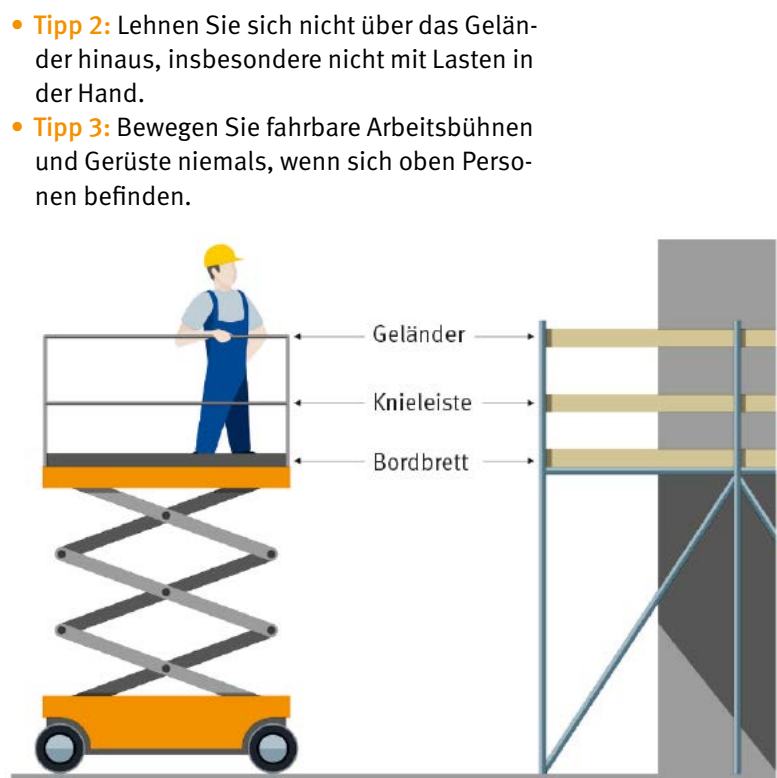 • Tipp 2: Lehnen Sie sich nicht über das Gelän-
der hinaus, insbesondere nicht mit Lasten in
der Hand.
• Tipp 3: Bewegen Sie fahrbare Arbeitsbühnen
und Gerüste niemals, wenn sich oben Perso-
nen befinden.
Geländer
Knieleiste
Bordbrett